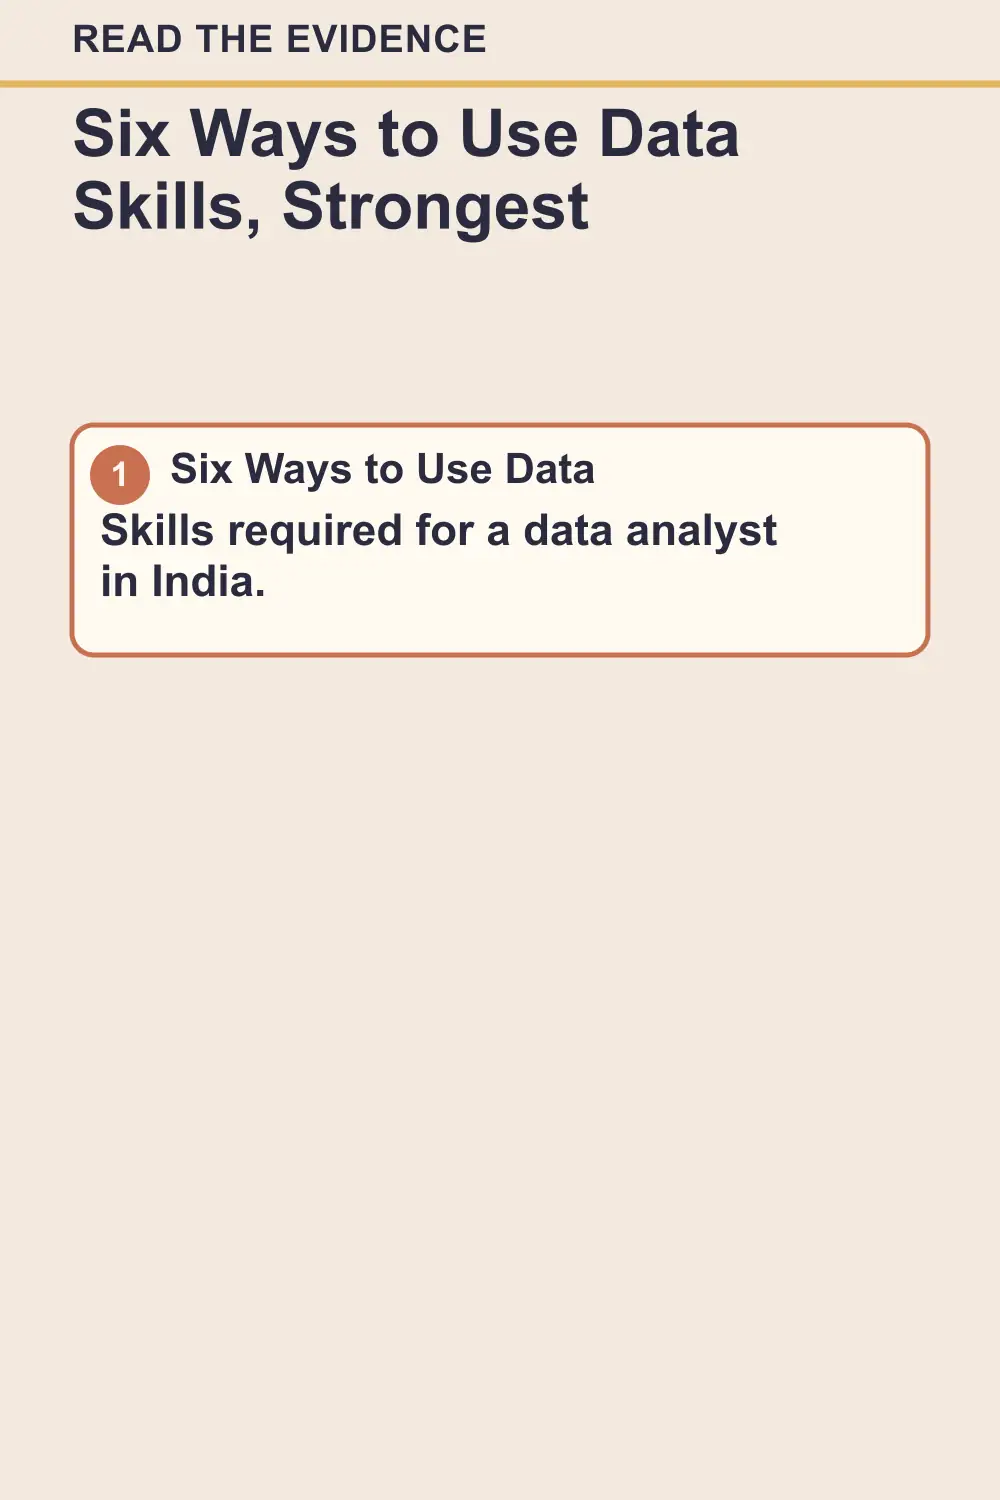 READ THE EVIDENCE
Six Ways to Use Data
Skills, Strongest
1 Six Ways to Use Data
Skills required for a data analyst
in India.